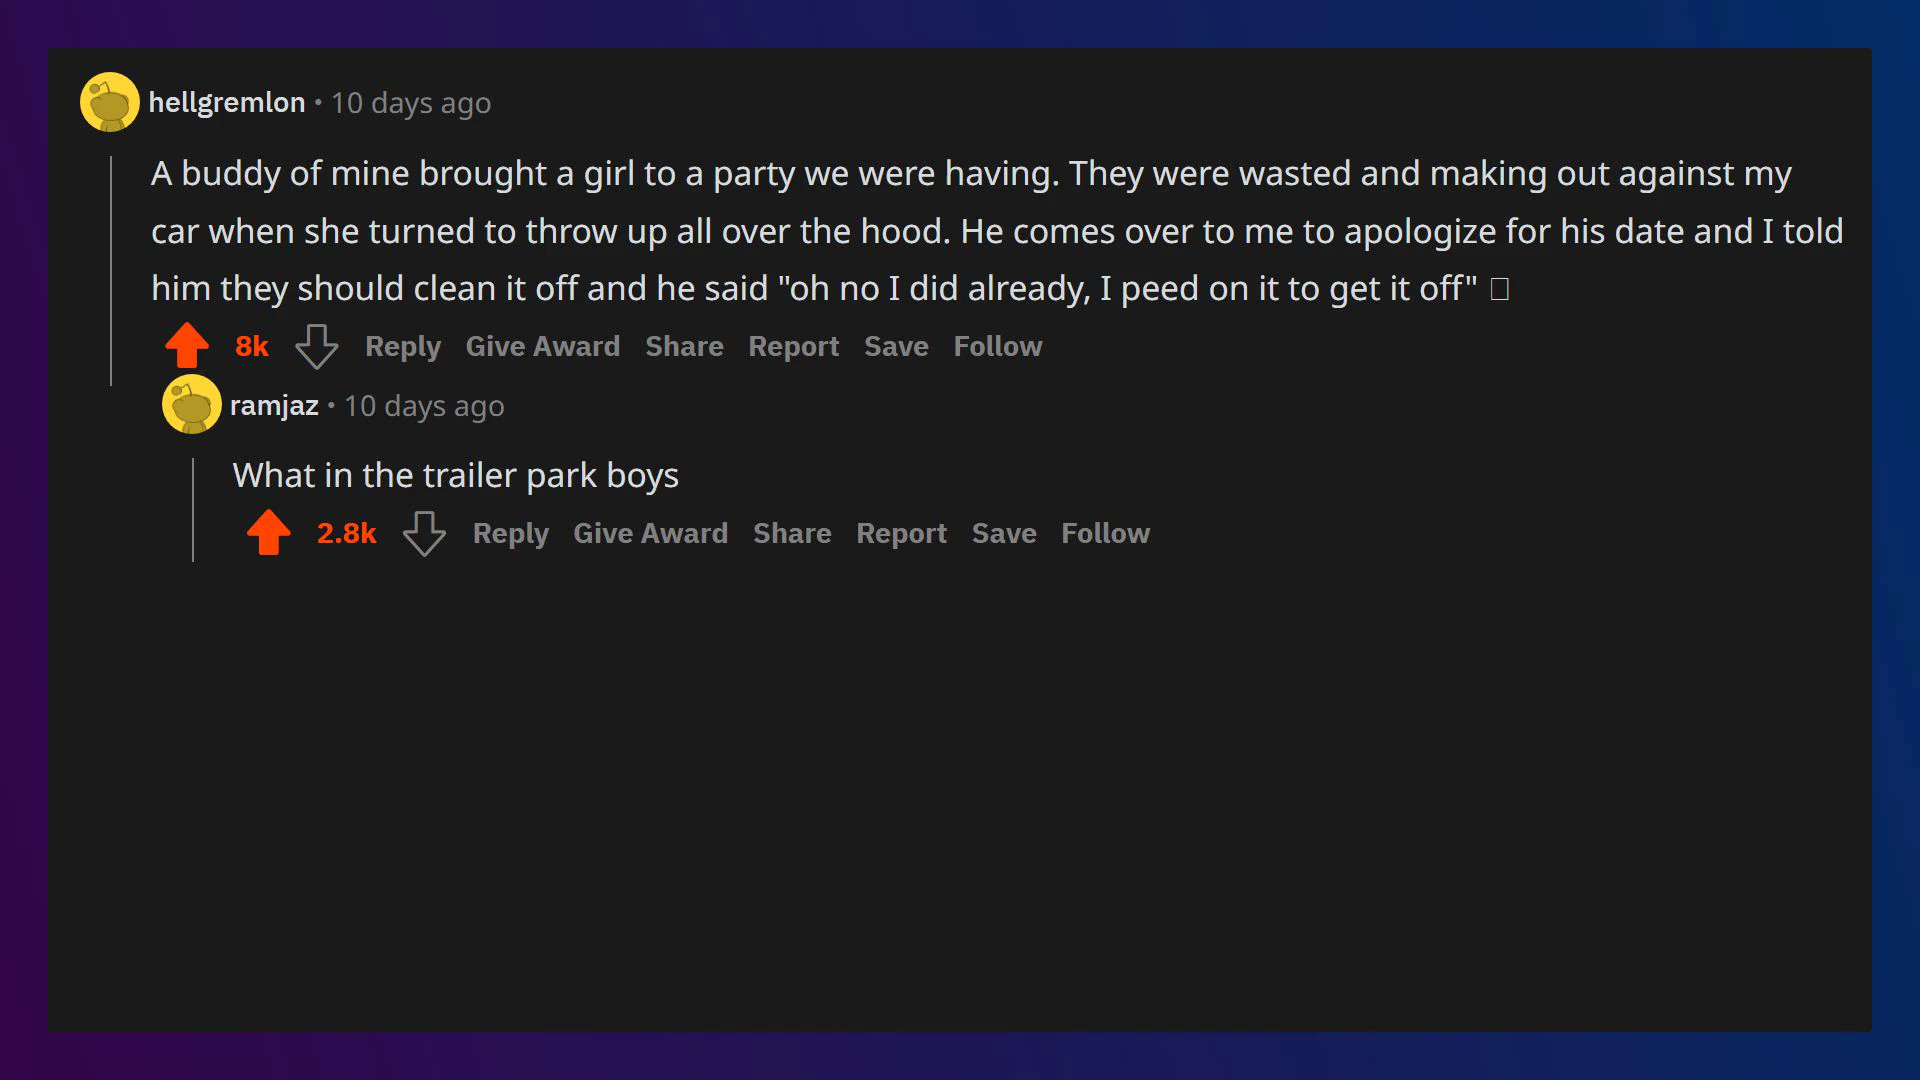 hellgremlon • 10 days ago
A buddy of mine brought a girl to a party we were having. They were wasted and making out against my
car when she turned to throw up all over the hood. He comes over to me to apologize for his date and I told
him they should clean it off and he said "oh no I did already, I peed on it to get it off" ▯
8k Reply Give Award Share Report Save Follow
ramjaz • 10 days ago
What in the trailer park boys
2.8k Reply Give Award Share Report Save Follow